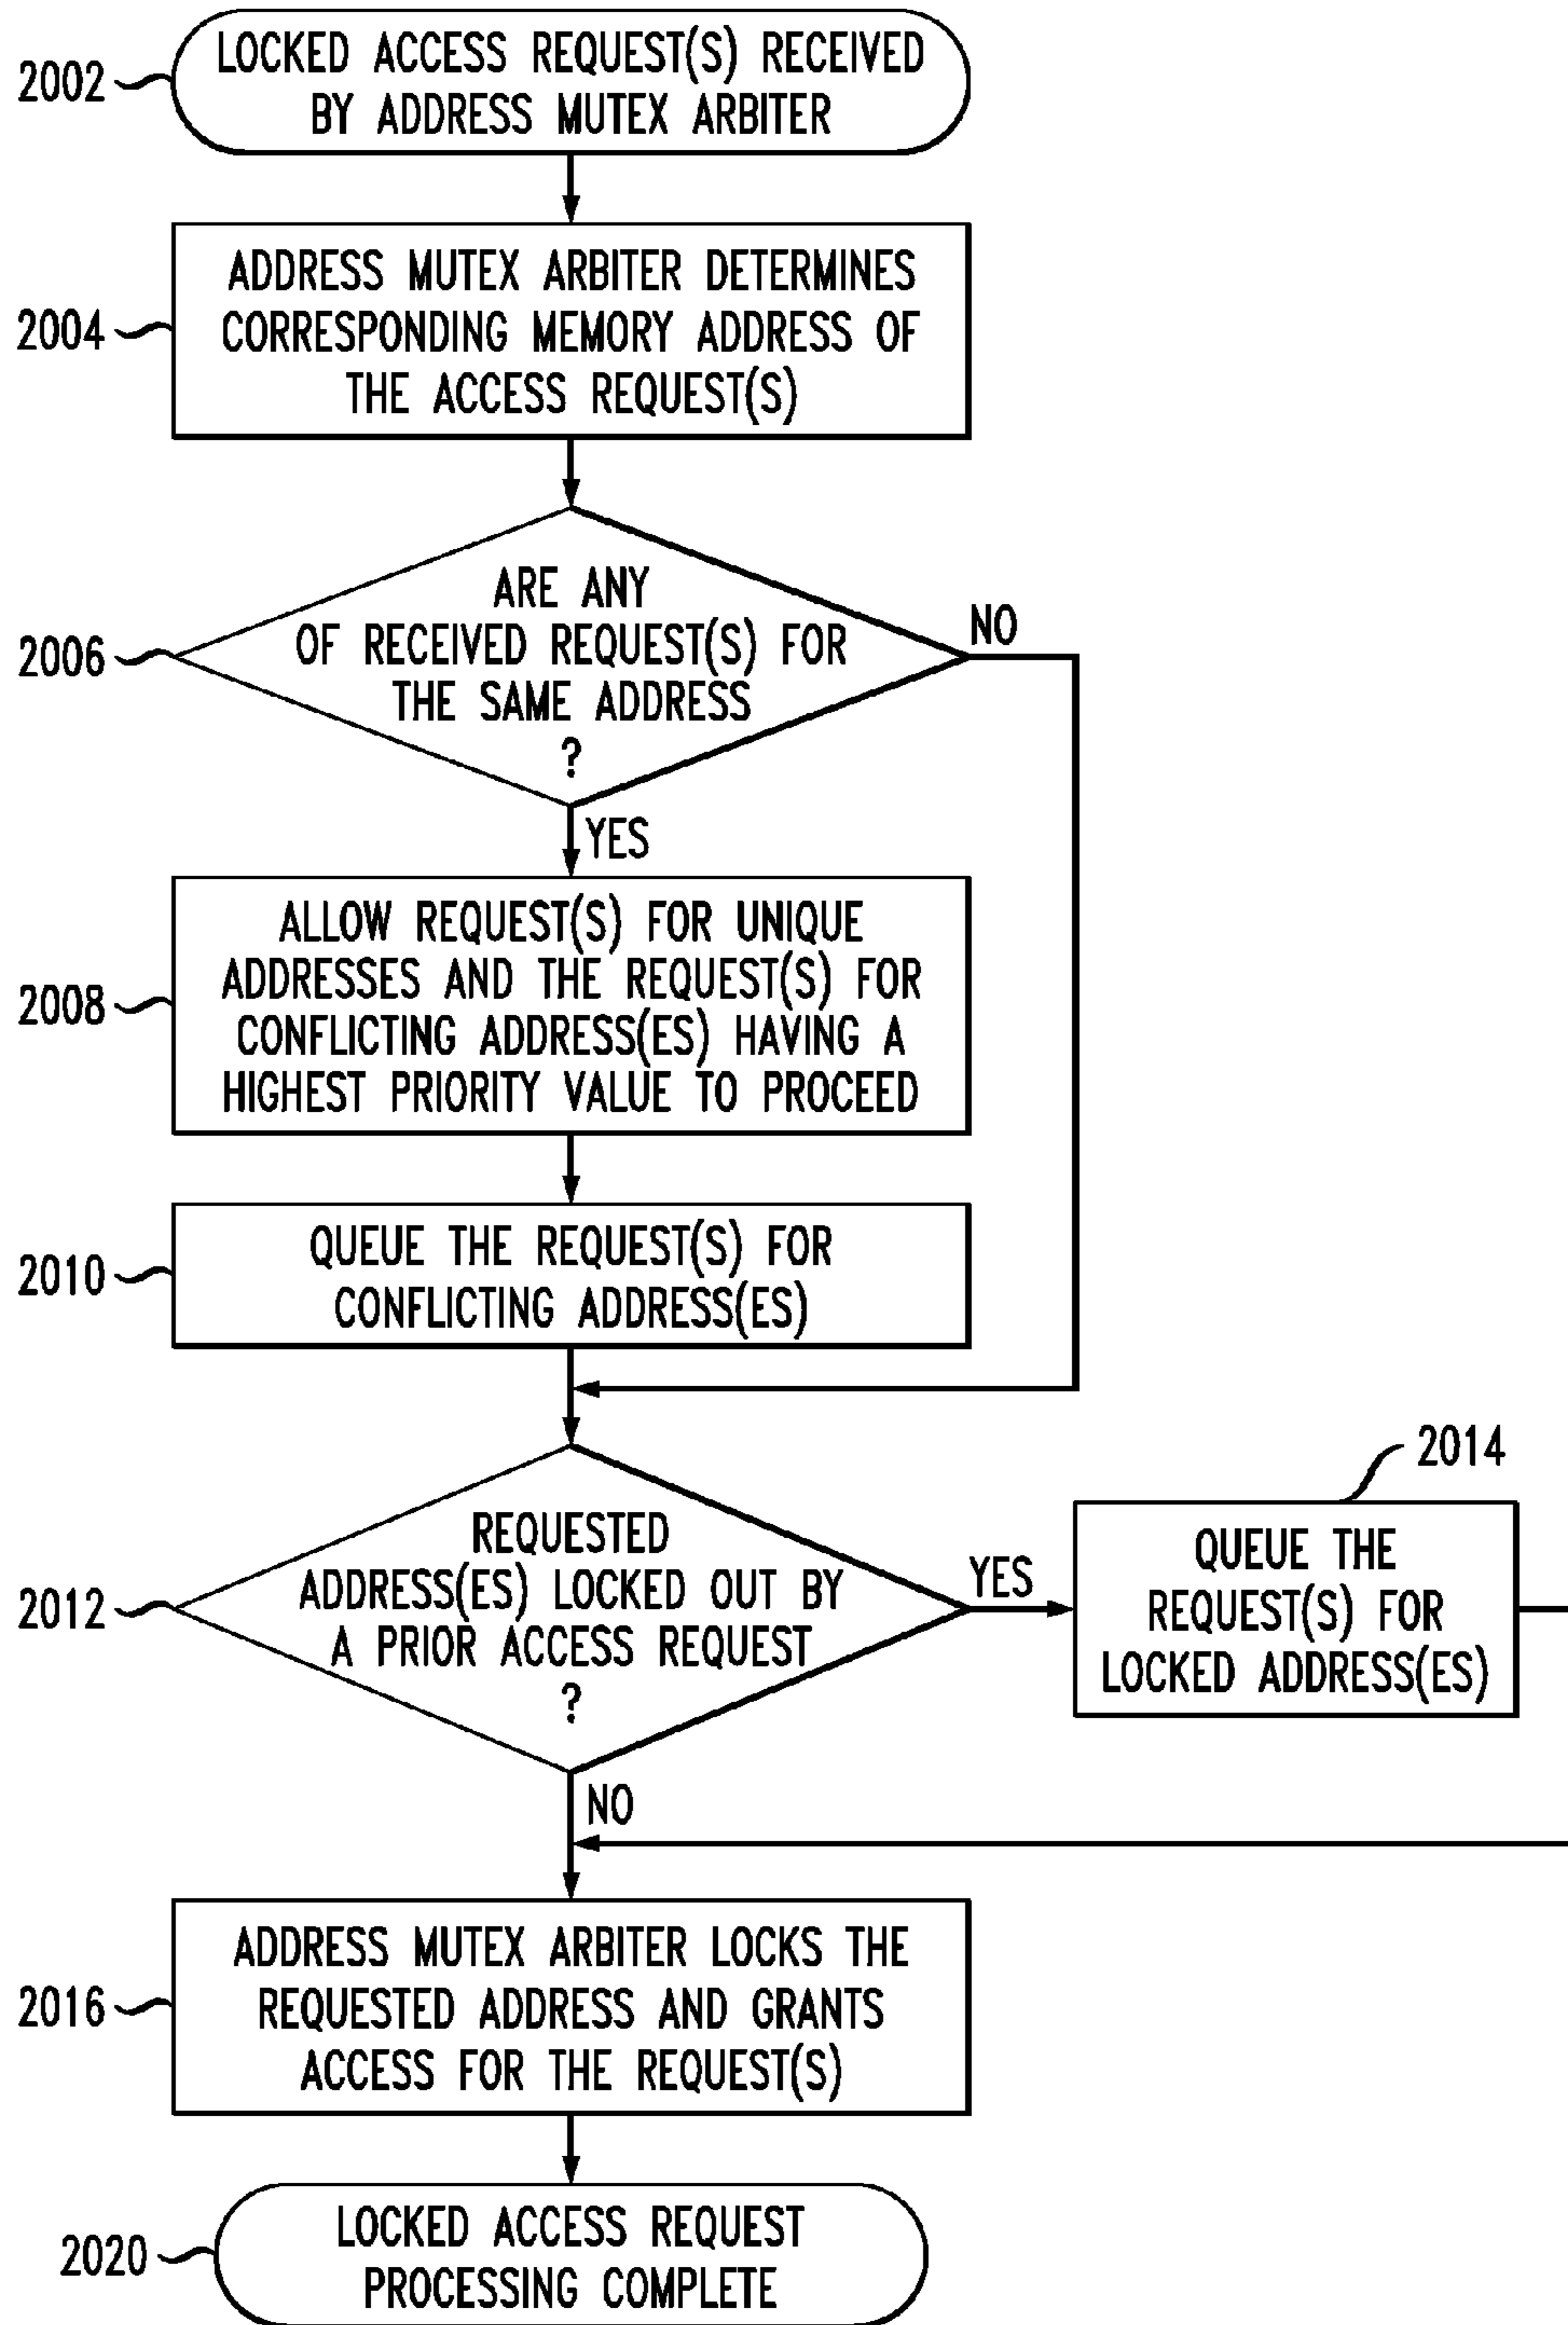 2002
LOCKED ACCESS REQUEST(S) RECEIVED
BY ADDRESS MUTEX ARBITER
2004
ADDRESS MUTEX ARBITER DETERMINES
CORRESPONDING MEMORY ADDRESS OF
THE ACCESS REQUEST(S)
2006
ARE ANY
OF RECEIVED REQUEST(S) FOR
THE SAME ADDRESS
?
NO
YES
2008
ALLOW REQUEST(S) FOR UNIQUE
ADDRESSES AND THE REQUEST(S) FOR
CONFLICTING ADDRESS(ES) HAVING A
HIGHEST PRIORITY VALUE TO PROCEED
2010
QUEUE THE REQUEST(S) FOR
CONFLICTING ADDRESS(ES)
2012
REQUESTED
ADDRESS(ES) LOCKED OUT BY
A PRIOR ACCESS REQUEST
?
YES
2014
QUEUE THE
REQUEST(S) FOR
LOCKED ADDRESS(ES)
NO
2016
ADDRESS MUTEX ARBITER LOCKS THE
REQUESTED ADDRESS AND GRANTS
ACCESS FOR THE REQUEST(S)
2020
LOCKED ACCESS REQUEST
PROCESSING COMPLETE